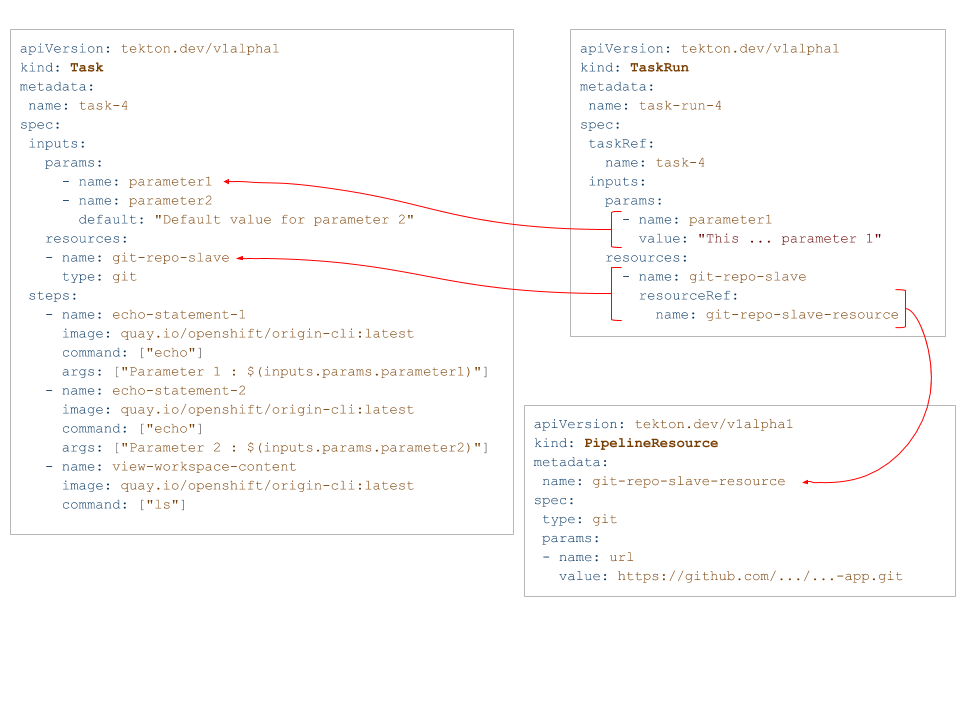 apiVersion: tekton.dev/v1alpha1
kind: Task
metadata:
 name: task-4
spec:
 inputs:
   params:
     - name: parameter1
     - name: parameter2
       default: "Default value for parameter 2"
   resources:
   - name: git-repo-slave
     type: git
 steps:
   - name: echo-statement-1
     image: quay.io/openshift/origin-cli:latest
     command: ["echo"]
     args: ["Parameter 1 : $(inputs.params.parameter1)"]
   - name: echo-statement-2
     image: quay.io/openshift/origin-cli:latest
     command: ["echo"]
     args: ["Parameter 2 : $(inputs.params.parameter2)"]
   - name: view-workspace-content
     image: quay.io/openshift/origin-cli:latest
     command: ["ls"]
apiVersion: tekton.dev/v1alpha1
kind: TaskRun
metadata:
 name: task-run-4
spec:
 taskRef:
   name: task-4
 inputs:
   params:
     - name: parameter1
       value: "This ... parameter 1"
   resources:
     - name: git-repo-slave
       resourceRef:
         name: git-repo-slave-resource
apiVersion: tekton.dev/v1alpha1
kind: PipelineResource
metadata:
 name: git-repo-slave-resource
spec:
 type: git
 params:
 - name: url
   value: https://github.com/.../...-app.git